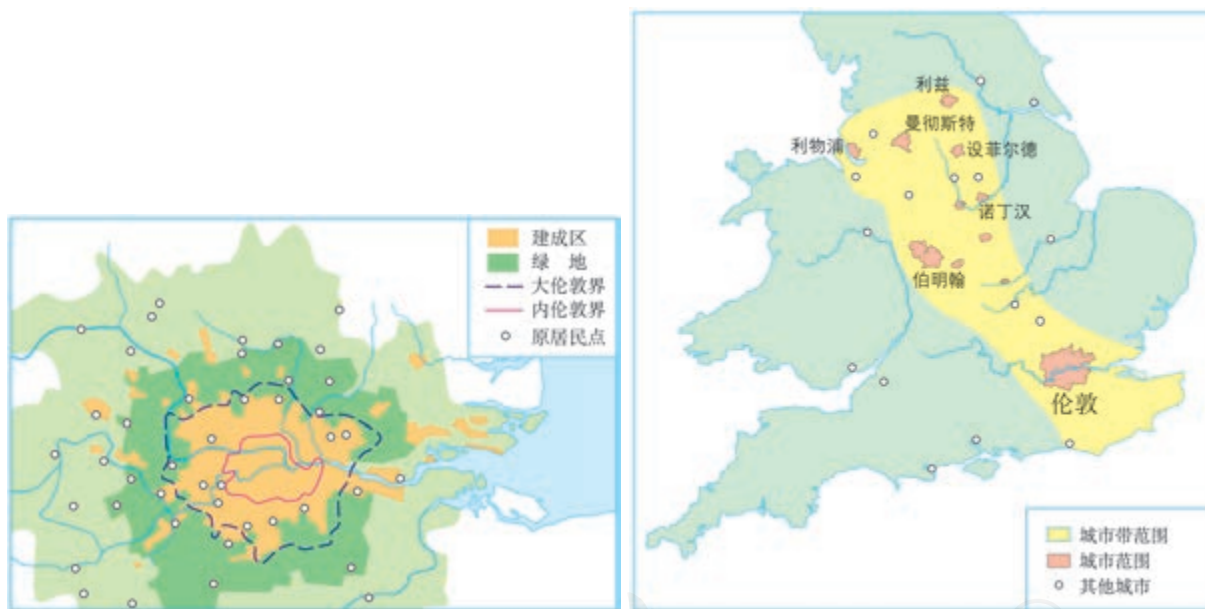 建成区
绿 地
大伦敦界
内伦敦界
原居民点
利兹
曼彻斯特
利物浦
设菲尔德
诺丁汉
伯明翰
伦敦
城市带范围
城市范围
其他城市